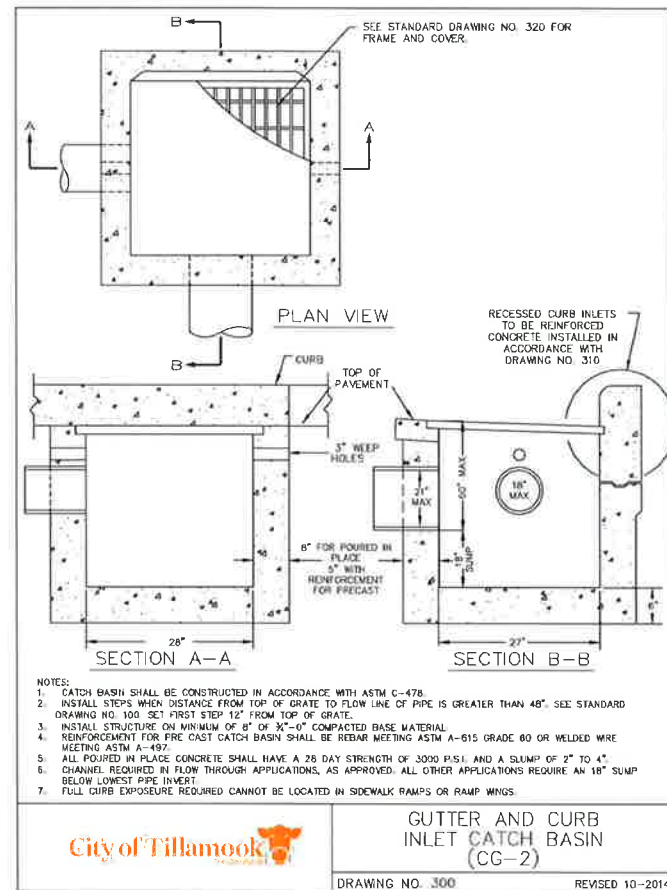 B
SEE STANDARD DRAWING NO. 320 FOR
FRAME AND COVER.
A
A
B
PLAN VIEW
RECESSED CURB INLETS
TO BE REINFORCED
CONCRETE INSTALLED IN
ACCORDANCE WITH
DRAWING NO. 310
CURB
TOP OF
PAVEMENT
3" WEEP
HOLES
21"
MAX
60" MAX
18"
MAX
18"
SUMP
8" FOR POURED IN
PLACE
5" WITH
REINFORCEMENT
FOR PRECAST
6"
28"
27"
SECTION A-A
SECTION B-B
NOTES:
1. CATCH BASIN SHALL BE CONSTRUCTED IN ACCORDANCE WITH ASTM C-478.
2. INSTALL STEPS WHEN DISTANCE FROM TOP OF GRATE TO FLOW LINE OF PIPE IS GREATER THAN 48". SEE STANDARD
DRAWING NO. 100. SET FIRST STEP 12" FROM TOP OF GRATE.
3. INSTALL STRUCTURE ON MINIMUM OF 8" OF ¾"-0" COMPACTED BASE MATERIAL
4. REINFORCEMENT FOR PRE CAST CATCH BASIN SHALL BE REBAR MEETING ASTM A-615 GRADE 60 OR WELDED WIRE
MEETING ASTM A-497.
5. ALL POURED IN PLACE CONCRETE SHALL HAVE A 28 DAY STRENGTH OF 3000 P.S.I. AND A SLUMP OF 2" TO 4".
6. CHANNEL REQUIRED IN FLOW THROUGH APPLICATIONS, AS APPROVED. ALL OTHER APPLICATIONS REQUIRE AN 18" SUMP
BELOW LOWEST PIPE INVERT.
7. FULL CURB EXPOSURE REQUIRED CANNOT BE LOCATED IN SIDEWALK RAMPS OR RAMP WINGS.
City of Tillamook
GUTTER AND CURB
INLET CATCH BASIN
(CG-2)
DRAWING NO. 300
REVISED 10-2014